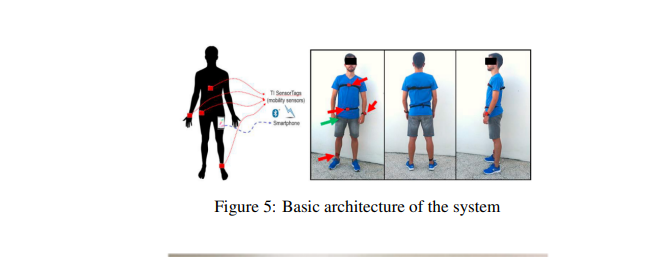 TI SensorTags
(mobility sensors)
Smartphone
Figure 5: Basic architecture of the system